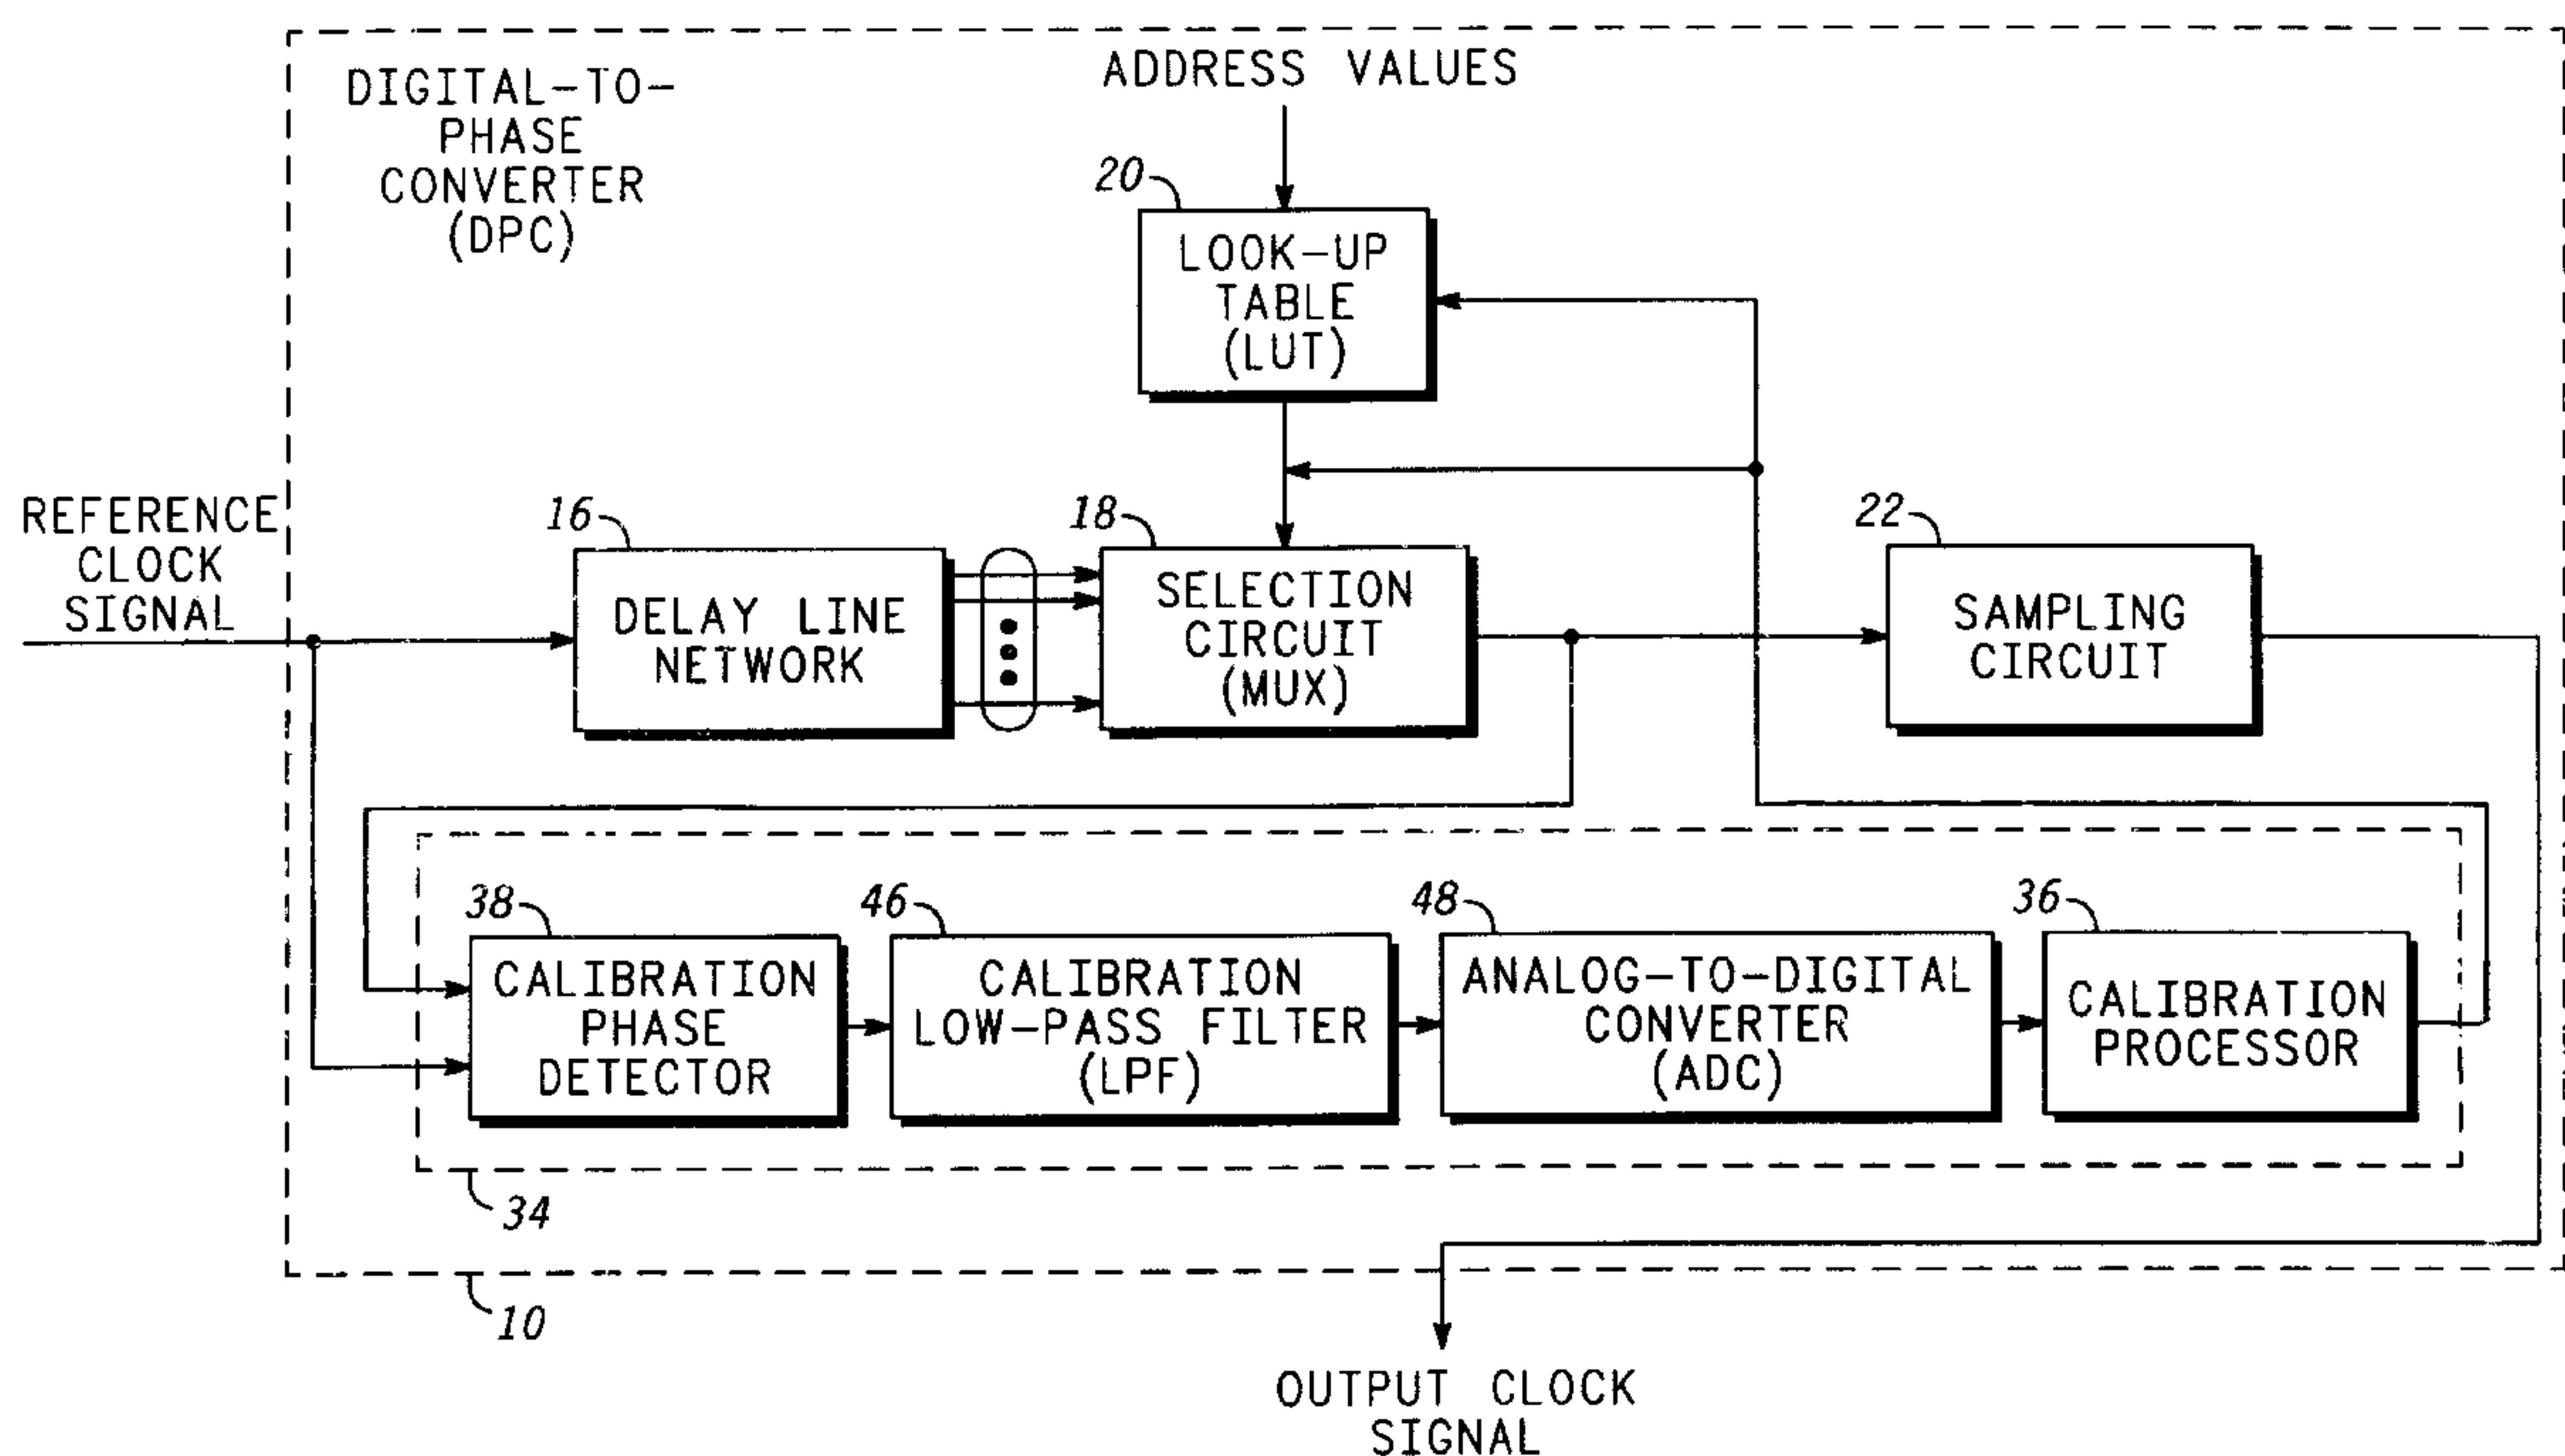 DIGITAL-TO-
PHASE
CONVERTER
(DPC)
ADDRESS VALUES
20
LOOK-UP
TABLE
(LUT)
REFERENCE
CLOCK
SIGNAL
16
DELAY LINE
NETWORK
18
SELECTION
CIRCUIT
(MUX)
22
SAMPLING
CIRCUIT
38
CALIBRATION
PHASE
DETECTOR
46
CALIBRATION
LOW-PASS FILTER
(LPF)
48
ANALOG-TO-DIGITAL
CONVERTER
(ADC)
36
CALIBRATION
PROCESSOR
34
10
OUTPUT CLOCK
SIGNAL